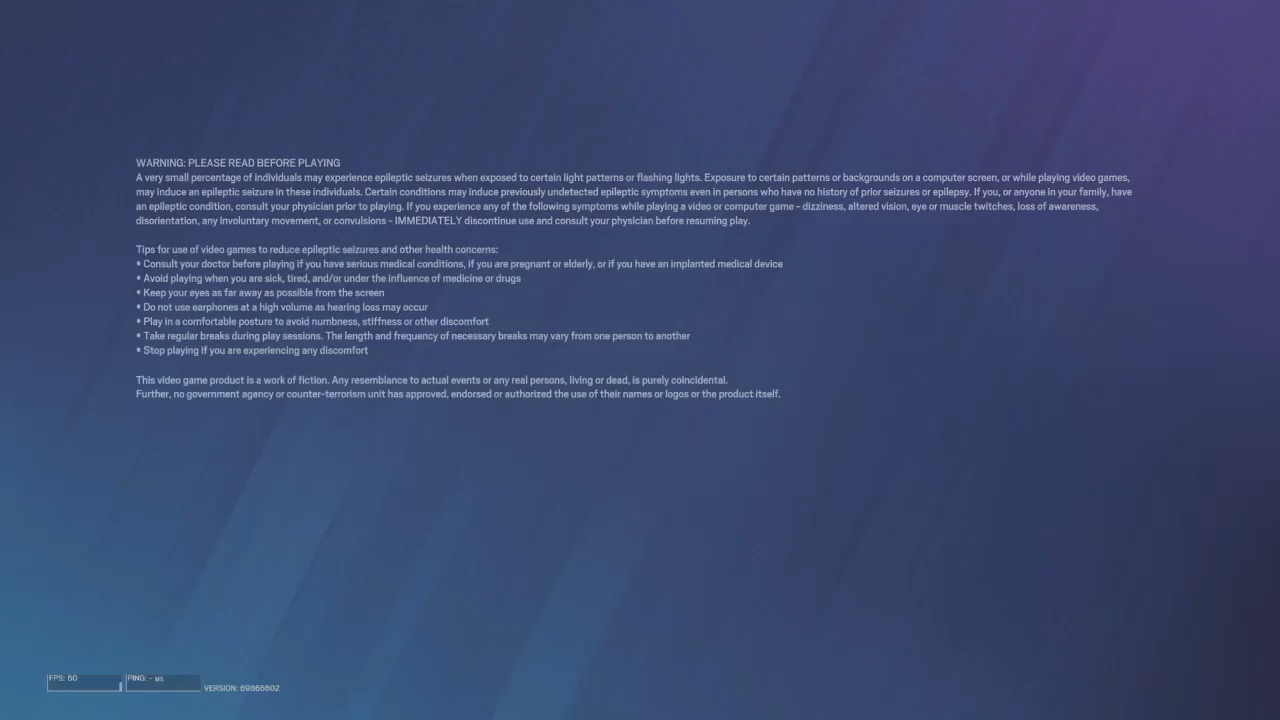 WARNING: PLEASE READ BEFORE PLAYING
A very small percentage of individuals may experience epileptic seizures when exposed to certain light patterns or flashing lights. Exposure to certain patterns or backgrounds on a computer screen, or while playing video games,
may induce an epileptic seizure in these individuals. Certain conditions may induce previously undetected epileptic symptoms even in persons who have no history of prior seizures or epilepsy. If you, or anyone in your family, have
an epileptic condition, consult your physician prior to playing. If you experience any of the following symptoms while playing a video or computer game - dizziness, altered vision, eye or muscle twitches, loss of awareness,
disorientation, any involuntary movement, or convulsions - IMMEDIATELY discontinue use and consult your physician before resuming play.
Tips for use of video games to reduce epileptic seizures and other health concerns:
• Consult your doctor before playing if you have serious medical conditions, if you are pregnant or elderly, or if you have an implanted medical device
• Avoid playing when you are sick, tired, and/or under the influence of medicine or drugs
• Keep your eyes as far away as possible from the screen
• Do not use earphones at a high volume as hearing loss may occur
• Play in a comfortable posture to avoid numbness, stiffness or other discomfort
• Take regular breaks during play sessions. The length and frequency of necessary breaks may vary from one person to another
• Stop playing if you are experiencing any discomfort
This video game product is a work of fiction. Any resemblance to actual events or any real persons, living or dead, is purely coincidental.
Further, no government agency or counter-terrorism unit has approved, endorsed or authorized the use of their names or logos or the product itself.
FPS: 60 PING: - MS VERSION: 69866602